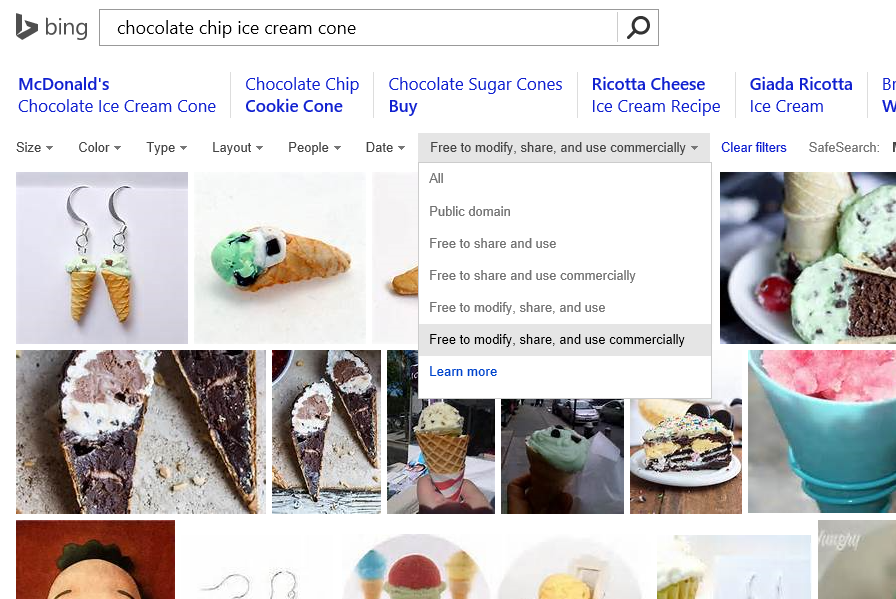 bing
chocolate chip ice cream cone
McDonald's
Chocolate Ice Cream Cone
Chocolate Chip
Cookie Cone
Chocolate Sugar Cones
Buy
Ricotta Cheese
Ice Cream Recipe
Giada Ricotta
Ice Cream
Size
Color
Type
Layout
People
Date
Free to modify, share, and use commercially
Clear filters
SafeSearch:
All
Public domain
Free to share and use
Free to share and use commercially
Free to modify, share, and use
Free to modify, share, and use commercially
Learn more